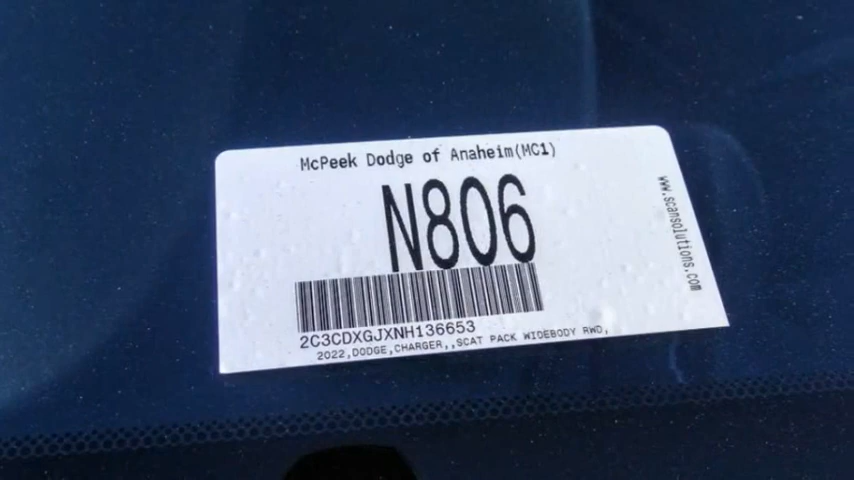 McPeek Dodge of Anaheim(MC1)
N806
www.scansolutions.com
2C3CDXGJXNH136653
2022,DODGE,CHARGER,,SCAT PACK WIDEBODY RWD,